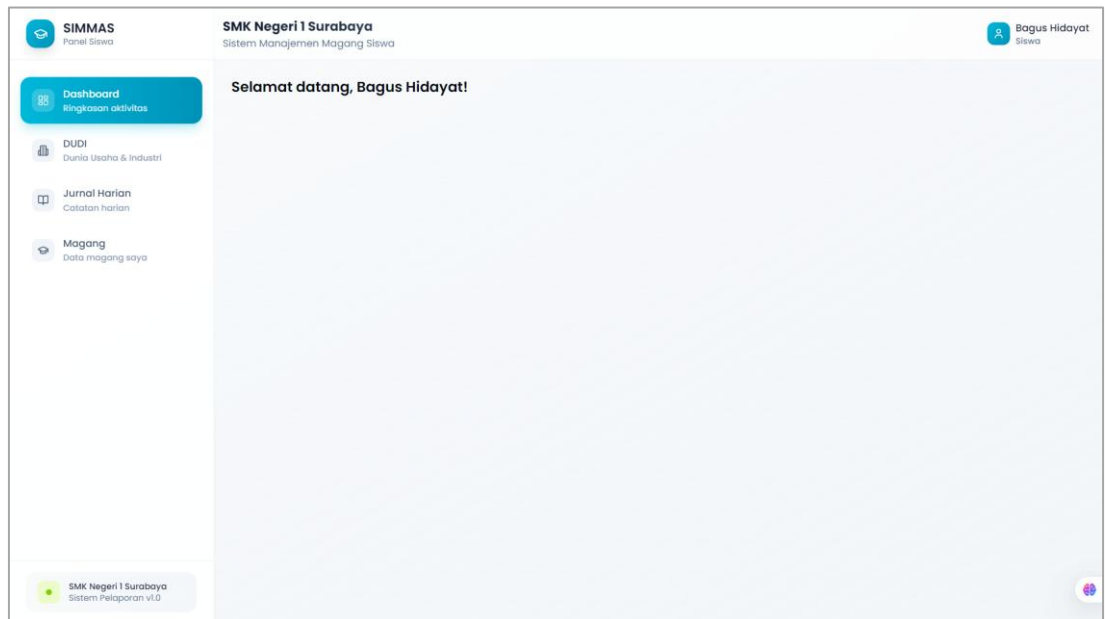 SIMMAS
Panel Siswa
SMK Negeri 1 Surabaya
Sistem Manajemen Magang Siswa
Bagus Hidayat
Siswa
Dashboard
Ringkasan aktivitas
DUDI
Dunia Usaha & Industri
Jurnal Harian
Catatan harian
Magang
Data magang saya
Selamat datang, Bagus Hidayat!
SMK Negeri 1 Surabaya
Sistem Pelaporan v1.0